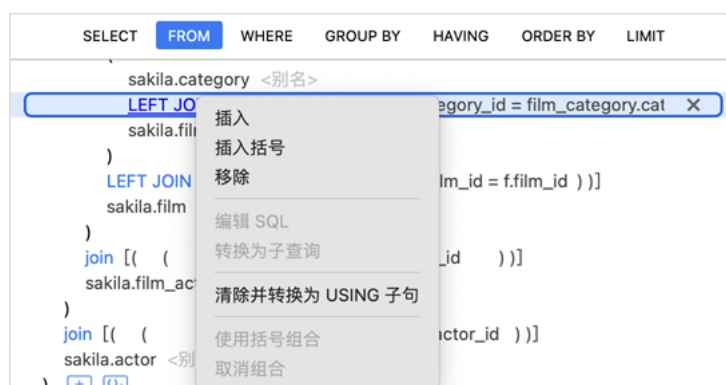 SELECT FROM WHERE GROUP BY HAVING ORDER BY LIMIT
sakila.category <别名>
LEFT JO egory_id = film_category.cat ×
sakila.film
)
LEFT JOIN lm_id = f.film_id ) )]
sakila.film
)
join [( ( _id ) )]
sakila.film_ac
)
join [( ( ctor_id ) )]
sakila.actor <别
)
插入
插入括号
移除
编辑 SQL
转换为子查询
清除并转换为 USING 子句
使用括号组合
取消组合